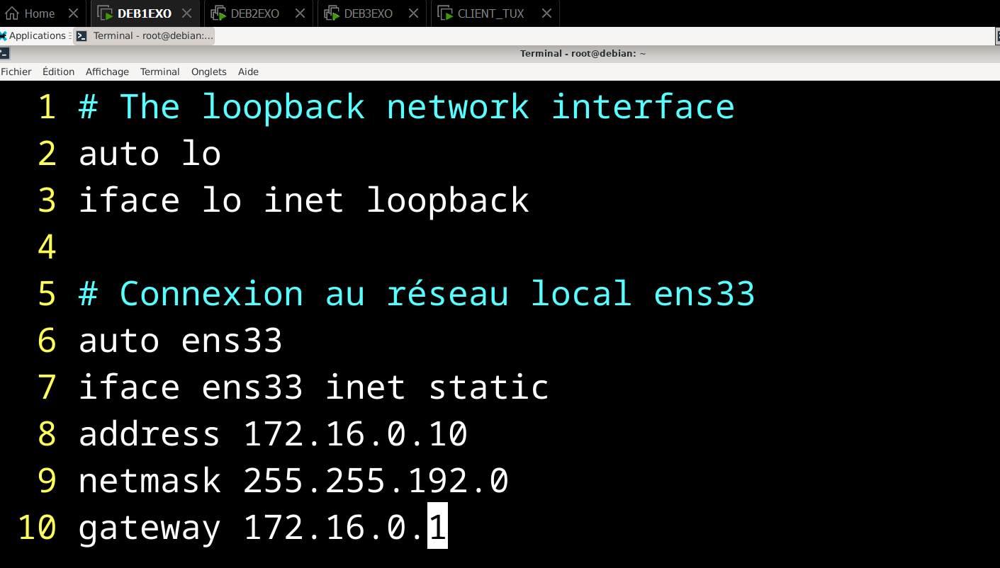 Home DEB1EXO DEB2EXO DEB3EXO CLIENT_TUX
Applications Terminal - root@debian:...
Terminal - root@debian: ~
Fichier Édition Affichage Terminal Onglets Aide
1 # The loopback network interface
2 auto lo
3 iface lo inet loopback
4
5 # Connexion au réseau local ens33
6 auto ens33
7 iface ens33 inet static
8 address 172.16.0.10
9 netmask 255.255.192.0
10 gateway 172.16.0.1